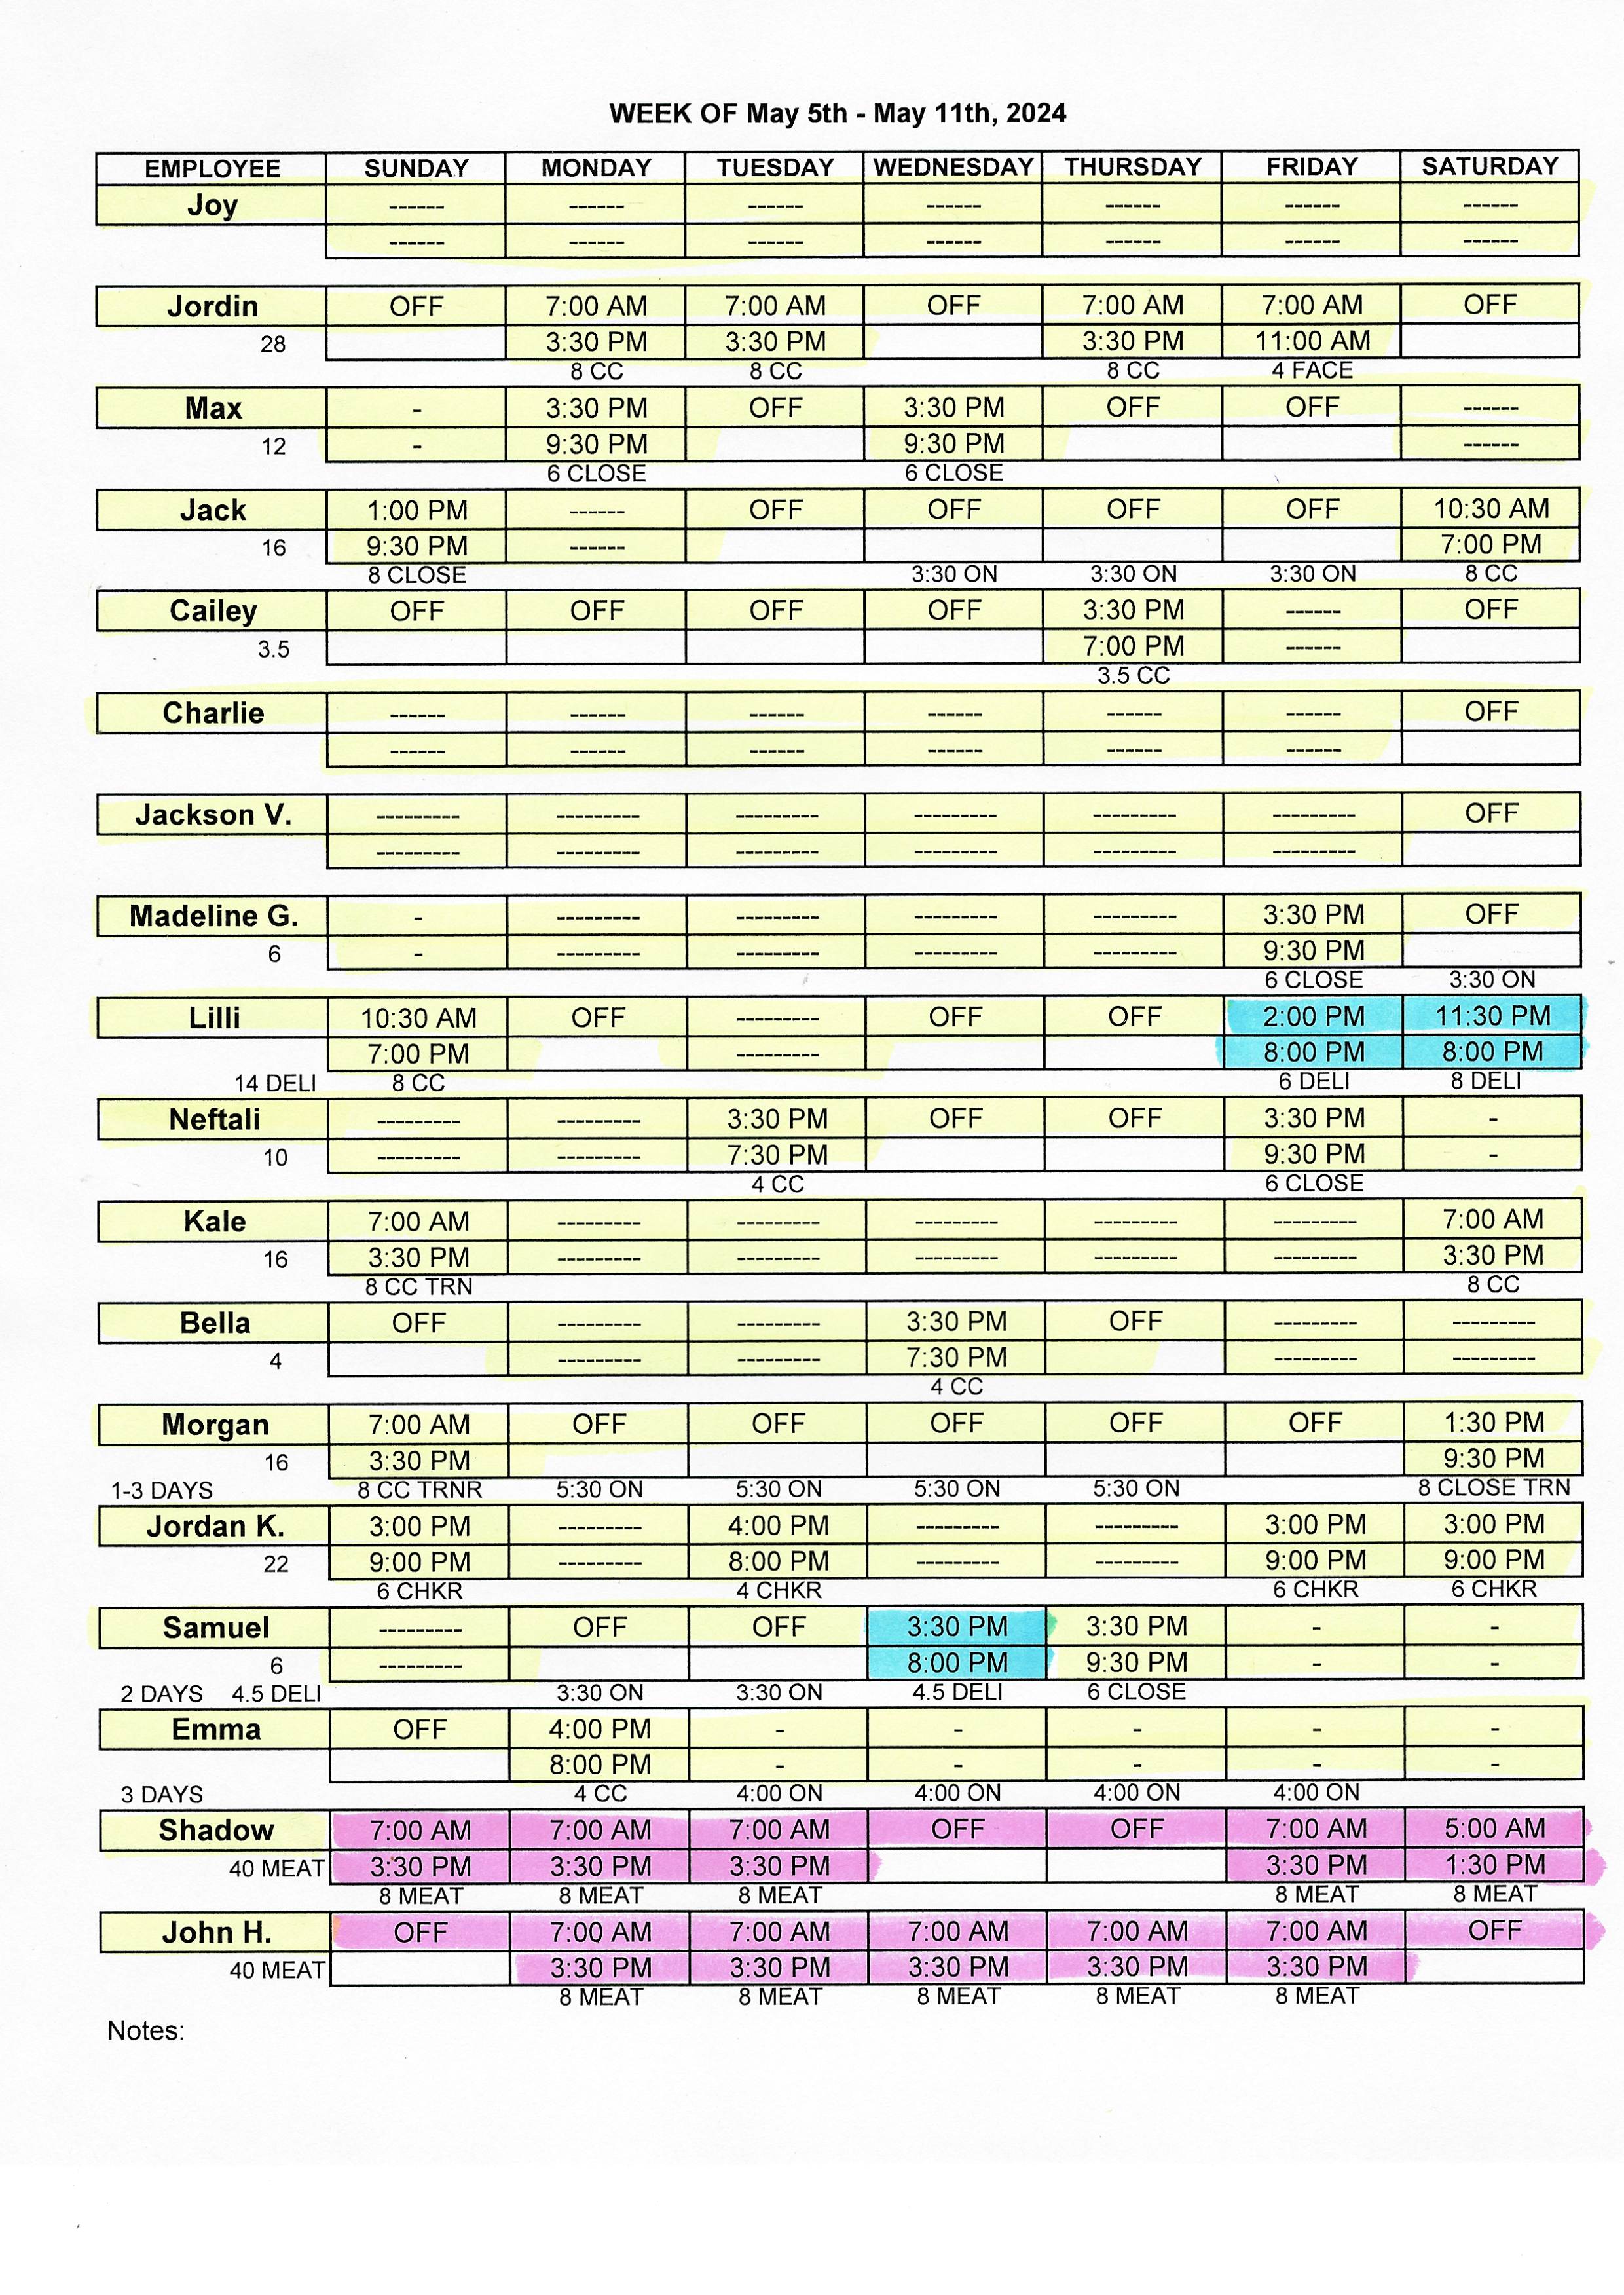 WEEK OF May 5th - May 11th, 2024
EMPLOYEE SUNDAY MONDAY TUESDAY WEDNESDAY THURSDAY FRIDAY SATURDAY
Joy ------ ------ ------ ------ ------ ------ ------
------ ------ ------ ------ ------ ------ ------
Jordin OFF 7:00 AM 7:00 AM OFF 7:00 AM 7:00 AM OFF
28 3:30 PM 3:30 PM 3:30 PM 11:00 AM
8 CC 8 CC 8 CC 4 FACE
Max - 3:30 PM OFF 3:30 PM OFF OFF ------
12 - 9:30 PM 9:30 PM ------
6 CLOSE 6 CLOSE
Jack 1:00 PM ------ OFF OFF OFF OFF 10:30 AM
16 9:30 PM ------ 7:00 PM
8 CLOSE 3:30 ON 3:30 ON 3:30 ON 8 CC
Cailey OFF OFF OFF OFF 3:30 PM ------ OFF
3.5 7:00 PM ------
3.5 CC
Charlie ------ ------ ------ ------ ------ ------ OFF
------ ------ ------ ------ ------ ------
Jackson V. --------- --------- --------- --------- --------- --------- OFF
--------- --------- --------- --------- --------- ---------
Madeline G. - --------- --------- --------- --------- 3:30 PM OFF
6 - --------- --------- --------- --------- 9:30 PM
6 CLOSE 3:30 ON
Lilli 10:30 AM OFF --------- OFF OFF 2:00 PM 11:30 PM
7:00 PM --------- 8:00 PM 8:00 PM
14 DELI 8 CC 6 DELI 8 DELI
Neftali --------- --------- 3:30 PM OFF OFF 3:30 PM -
10 --------- --------- 7:30 PM 9:30 PM -
4 CC 6 CLOSE
Kale 7:00 AM --------- --------- --------- --------- --------- 7:00 AM
16 3:30 PM --------- --------- --------- --------- --------- 3:30 PM
8 CC TRN 8 CC
Bella OFF --------- --------- 3:30 PM OFF --------- ---------
4 --------- --------- 7:30 PM --------- ---------
4 CC
Morgan 7:00 AM OFF OFF OFF OFF OFF 1:30 PM
16 3:30 PM 9:30 PM
1-3 DAYS 8 CC TRNR 5:30 ON 5:30 ON 5:30 ON 5:30 ON 8 CLOSE TRN
Jordan K. 3:00 PM --------- 4:00 PM --------- --------- 3:00 PM 3:00 PM
22 9:00 PM --------- 8:00 PM --------- --------- 9:00 PM 9:00 PM
6 CHKR 4 CHKR 6 CHKR 6 CHKR
Samuel --------- OFF OFF 3:30 PM 3:30 PM - -
6 --------- 8:00 PM 9:30 PM - -
2 DAYS 4.5 DELI 3:30 ON 3:30 ON 4.5 DELI 6 CLOSE
Emma OFF 4:00 PM - - - - -
8:00 PM - - - - -
3 DAYS 4 CC 4:00 ON 4:00 ON 4:00 ON 4:00 ON
Shadow 7:00 AM 7:00 AM 7:00 AM OFF OFF 7:00 AM 5:00 AM
40 MEAT 3:30 PM 3:30 PM 3:30 PM 3:30 PM 1:30 PM
8 MEAT 8 MEAT 8 MEAT 8 MEAT 8 MEAT
John H. OFF 7:00 AM 7:00 AM 7:00 AM 7:00 AM 7:00 AM OFF
40 MEAT 3:30 PM 3:30 PM 3:30 PM 3:30 PM 3:30 PM
8 MEAT 8 MEAT 8 MEAT 8 MEAT 8 MEAT
Notes: